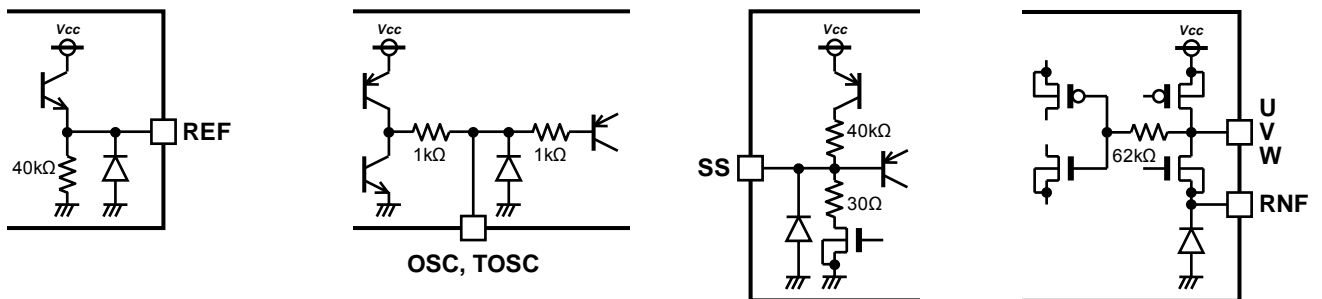 Vcc
REF
40kΩ
Vcc
1kΩ
1kΩ
OSC, TOSC
Vcc
40kΩ
SS
30Ω
Vcc
U
V
W
62kΩ
RNF